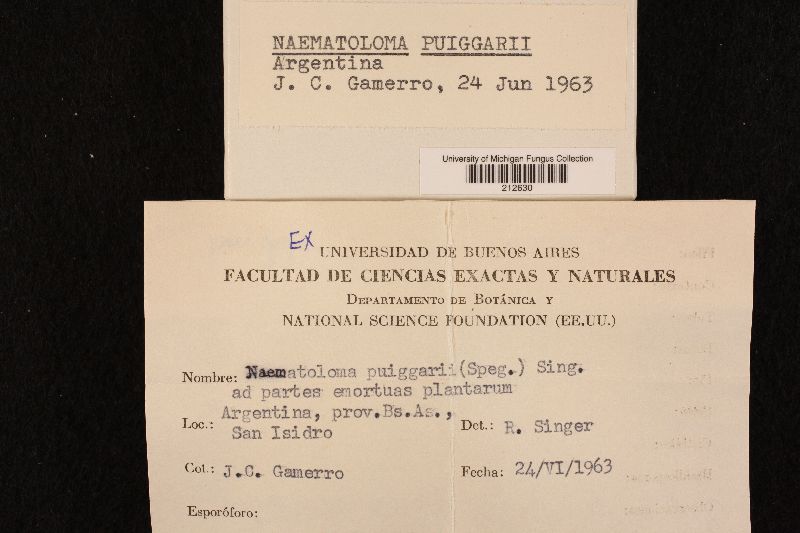 NAEMATOLOMA PUIGGARII
Argentina
J. C. Gamerro, 24 Jun 1963
University of Michigan Fungus Collection
212630
Ex
UNIVERSIDAD DE BUENOS AIRES
FACULTAD DE CIENCIAS EXACTAS Y NATURALES
DEPARTAMENTO DE BOTÁNICA Y
NATIONAL SCIENCE FOUNDATION (EE.UU.)
Nombre: Naematoloma puiggarii(Speg.) Sing.
ad partes emortuas plantarum
Loc.: Argentina, prov.Bs.As.,
San Isidro
Det.: R. Singer
Col.: J.C. Gamerro
Fecha: 24/VI/1963
Esporóforo: